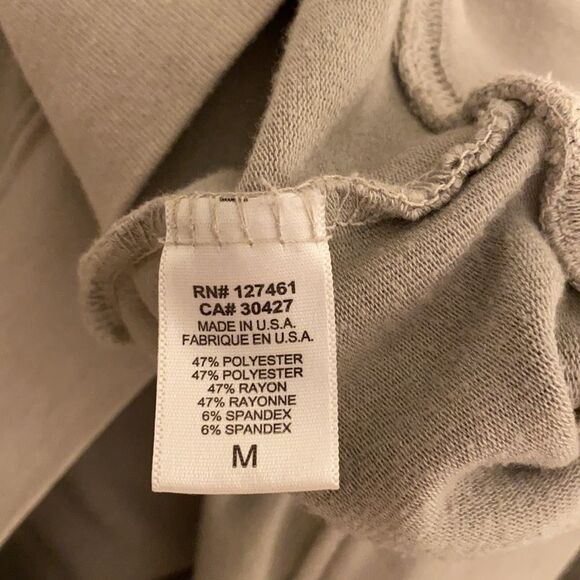 RN# 127461
CA# 30427
MADE IN U.S.A.
FABRIQUE EN U.S.A.
47% POLYESTER
47% POLYESTER
47% RAYON
47% RAYONNE
6% SPANDEX
6% SPANDEX
M